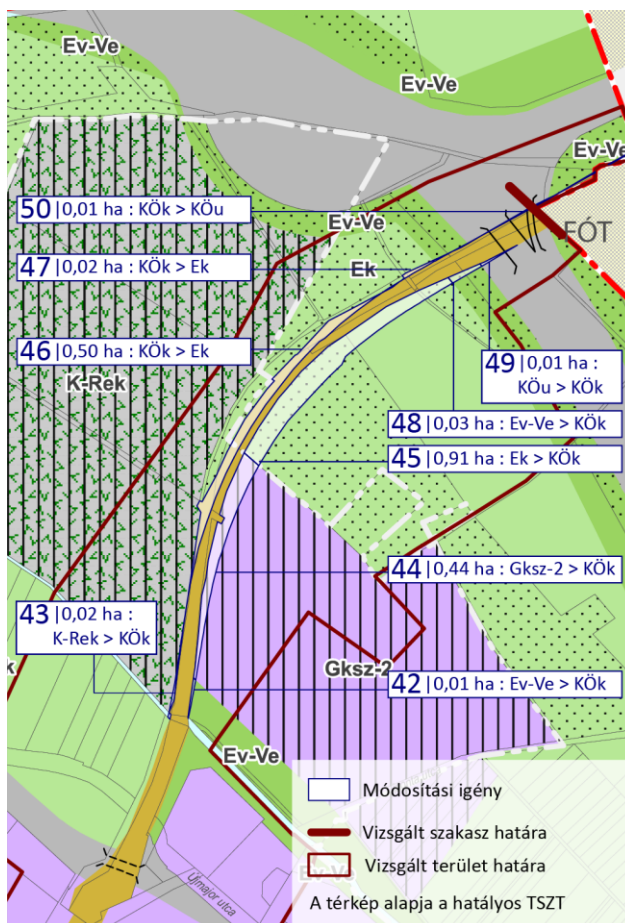 Ev-Ve
Ev-Ve
Ev-Ve
50 | 0,01 ha : KÖk > KÖu
Ev-Ve
FÓT
47 | 0,02 ha : KÖk > Ek
Ek
46 | 0,50 ha : KÖk > Ek
49 | 0,01 ha :
KÖu > KÖk
K-Rek
48 | 0,03 ha : Ev-Ve > KÖk
45 | 0,91 ha : Ek > KÖk
44 | 0,44 ha : Gksz-2 > KÖk
43 | 0,02 ha :
K-Rek > KÖk
k
Gksz-2
42 | 0,01 ha : Ev-Ve > KÖk
Ev-Ve
Módosítási igény
Vizsgált szakasz határa
Vizsgált terület határa
Ev-Ve
Újmajor utca
A térkép alapja a hatályos TSZT